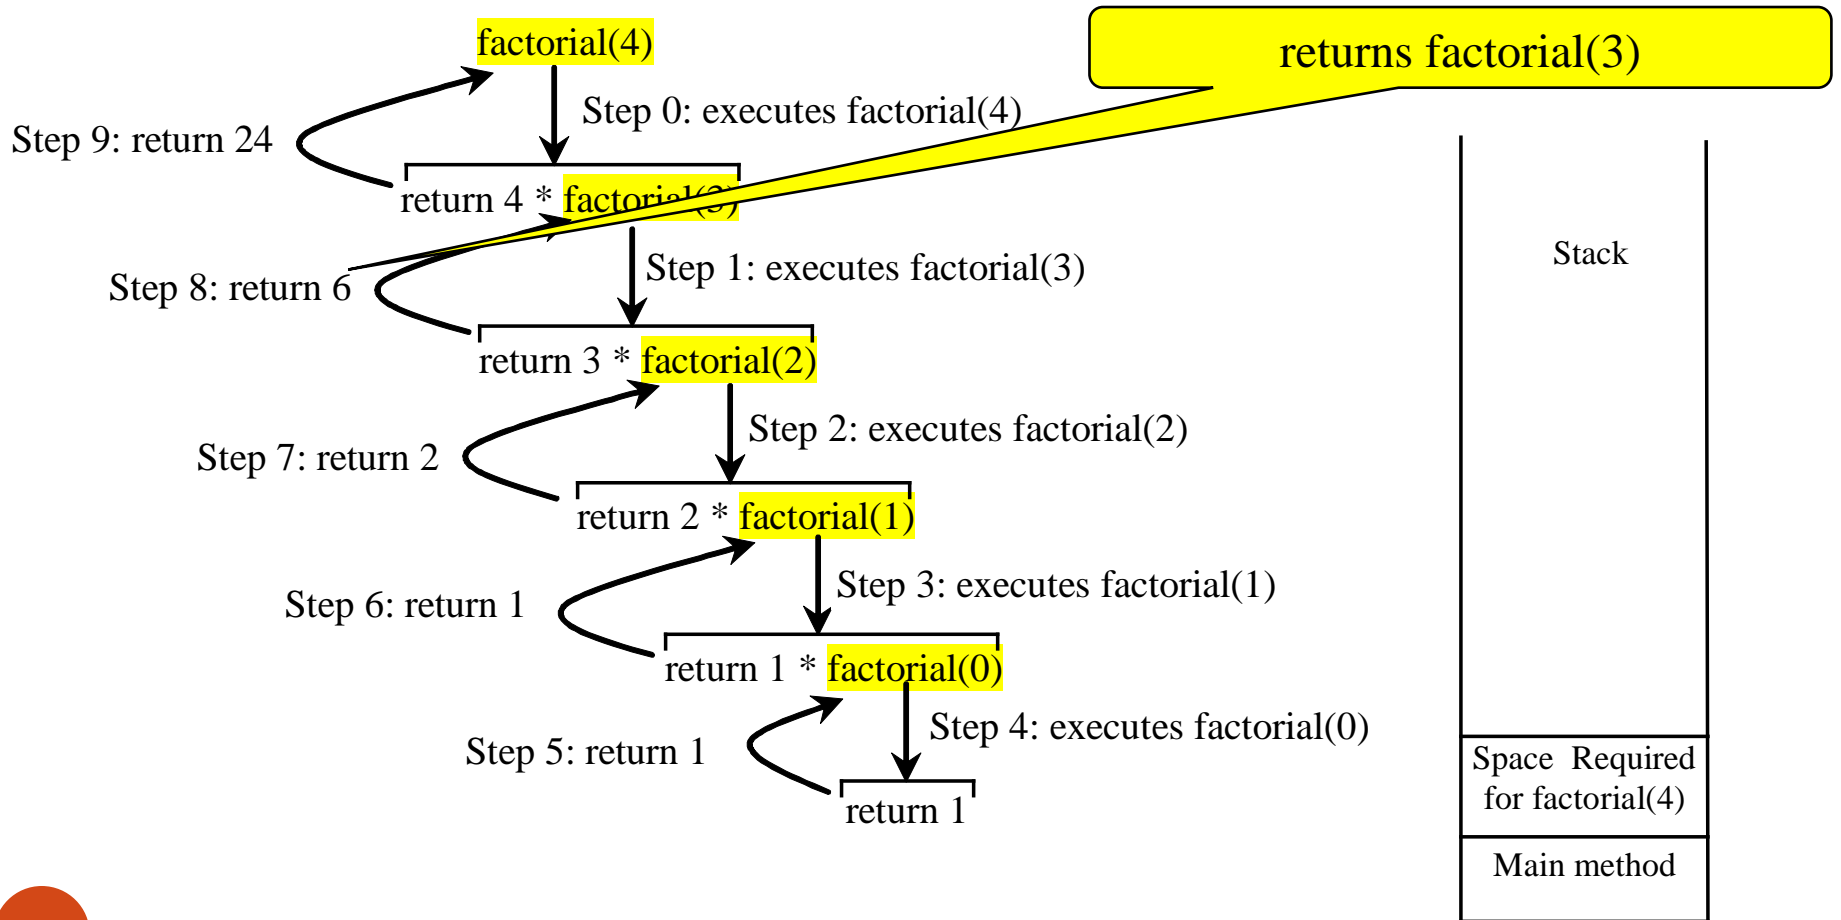 factorial(4)
returns factorial(3)
Step 0: executes factorial(4)
Step 9: return 24
return 4 * factorial(3)
Stack
Step 1: executes factorial(3)
Step 8: return 6
return 3 * factorial(2)
Step 2: executes factorial(2)
Step 7: return 2
return 2 * factorial(1)
Step 3: executes factorial(1)
Step 6: return 1
return 1 * factorial(0)
Step 4: executes factorial(0)
Step 5: return 1
return 1
Space Required
for factorial(4)
Main method